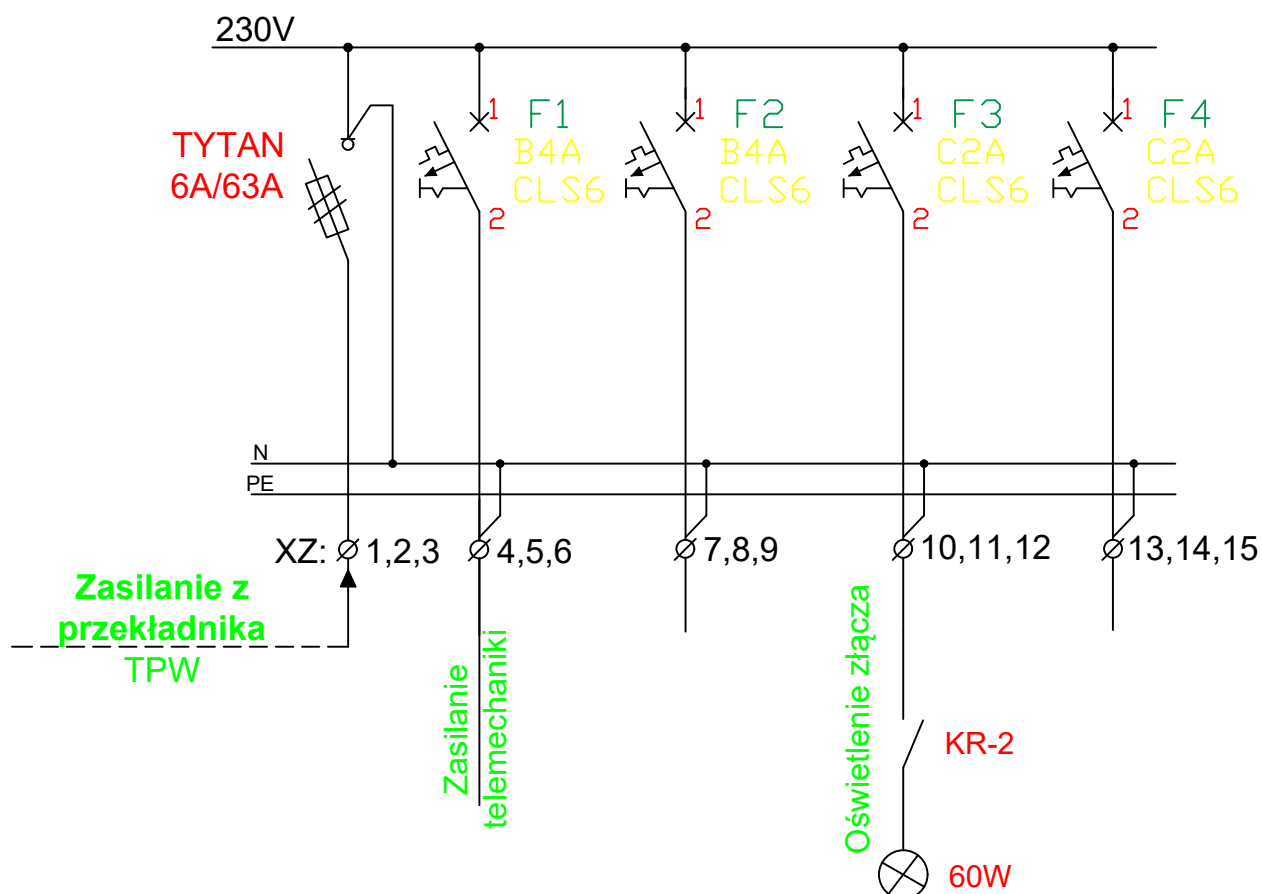 230V
TYTAN
6A/63A
1
F1
B4A
CLS6
2
1
F2
B4A
CLS6
2
1
F3
C2A
CLS6
2
1
F4
C2A
CLS6
2
N
PE
XZ: 1,2,3
4,5,6
7,8,9
10,11,12
13,14,15
Zasilanie z
przekładnika
TPW
Zasilanie
telemechaniki
Oświetlenie złącza
KR-2
60W